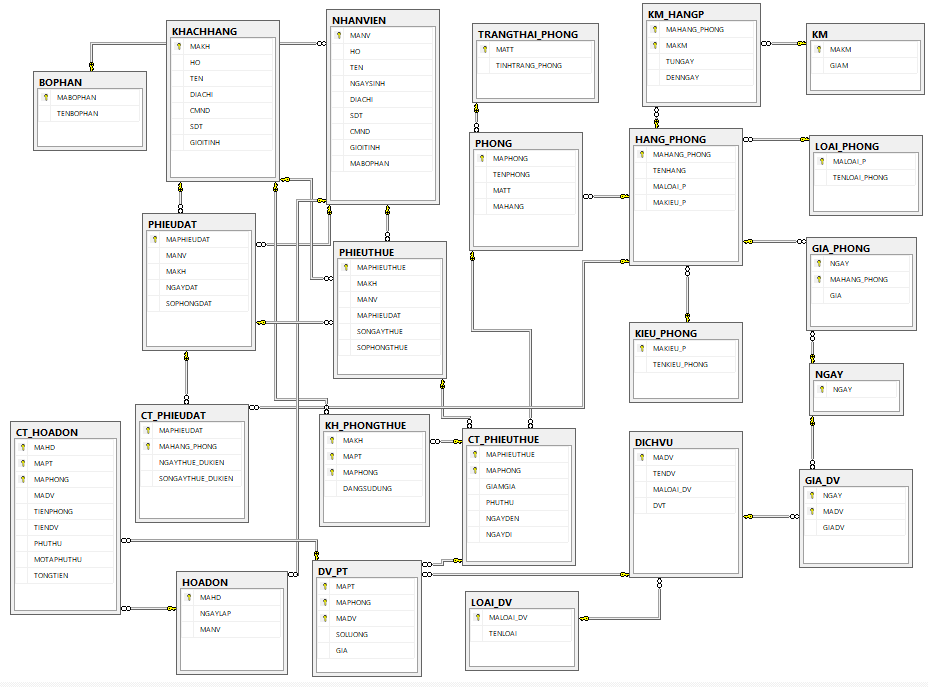 BOPHAN
MABOPHAN
TENBOPHAN
KHACHHANG
MAKH
HO
TEN
DIACHI
CMND
SDT
GIOITINH
NHANVIEN
MANV
HO
TEN
NGAYSINH
DIACHI
SDT
CMND
GIOITINH
MABOPHAN
TRANGTHAI_PHONG
MATT
TINHTRANG_PHONG
KM_HANGP
MAHANG_PHONG
MAKM
TUNGAY
DENNGAY
KM
MAKM
GIAM
PHONG
MAPHONG
TENPHONG
MATT
MAHANG
HANG_PHONG
MAHANG_PHONG
TENHANG
MALOAI_P
MAKIEU_P
LOAI_PHONG
MALOAI_P
TENLOAI_PHONG
PHIEUDAT
MAPHIEUDAT
MANV
MAKH
NGAYDAT
SOPHONGDAT
PHIEUTHUE
MAPHIEUTHUE
MAKH
MANV
MAPHIEUDAT
SONGAYTHUE
SOPHONGTHUE
GIA_PHONG
NGAY
MAHANG_PHONG
GIA
KIEU_PHONG
MAKIEU_P
TENKIEU_PHONG
NGAY
NGAY
CT_HOADON
MAHD
MAPT
MAPHONG
MADV
TIENPHONG
TIENDV
PHUTHU
MOTAPHUTHU
TONGTIEN
CT_PHIEUDAT
MAPHIEUDAT
MAHANG_PHONG
NGAYTHUE_DUKIEN
SONGAYTHUE_DUKIEN
KH_PHONGTHUE
MAKH
MAPT
MAPHONG
DANGSUDUNG
CT_PHIEUTHUE
MAPHIEUTHUE
MAPHONG
GIAMGIA
PHUTHU
NGAYDEN
NGAYDI
DICHVU
MADV
TENDV
MALOAI_DV
DVT
GIA_DV
NGAY
MADV
GIADV
HOADON
MAHD
NGAYLAP
MANV
DV_PT
MAPT
MAPHONG
MADV
SOLUONG
GIA
LOAI_DV
MALOAI_DV
TENLOAI